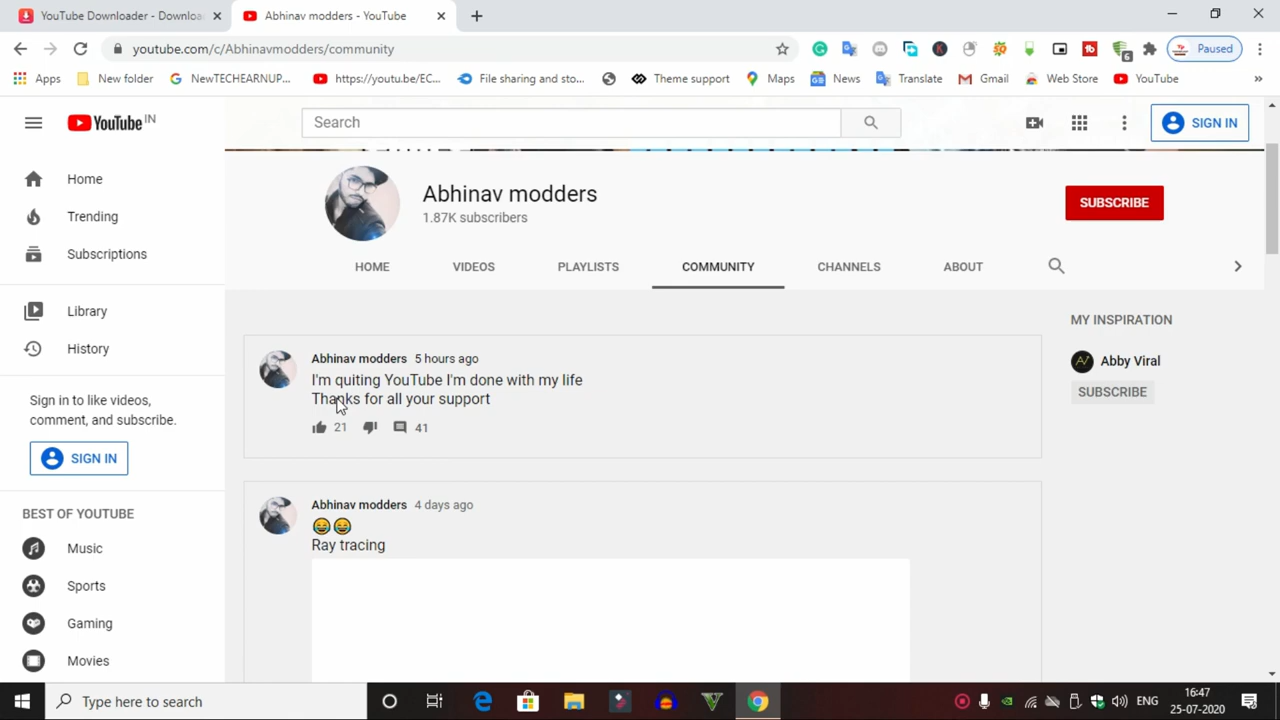 YouTube Downloader - Downloa
Abhinav modders - YouTube
youtube.com/c/Abhinavmodders/community
Paused
Apps
New folder
NewTECHEARNUP...
https://youtu.be/EC...
File sharing and sto...
Theme support
Maps
News
Translate
Gmail
Web Store
YouTube
»
YouTube IN
Search
SIGN IN
Home
Trending
Subscriptions
Library
History
Sign in to like videos,
comment, and subscribe.
SIGN IN
BEST OF YOUTUBE
Music
Sports
Gaming
Movies
Abhinav modders
1.87K subscribers
SUBSCRIBE
HOME
VIDEOS
PLAYLISTS
COMMUNITY
CHANNELS
ABOUT
Abhinav modders 5 hours ago
I'm quiting YouTube I'm done with my life
Thanks for all your support
21
41
Abhinav modders 4 days ago
😂😂
Ray tracing
MY INSPIRATION
Abby Viral
SUBSCRIBE
Type here to search
ENG
16:47
25-07-2020